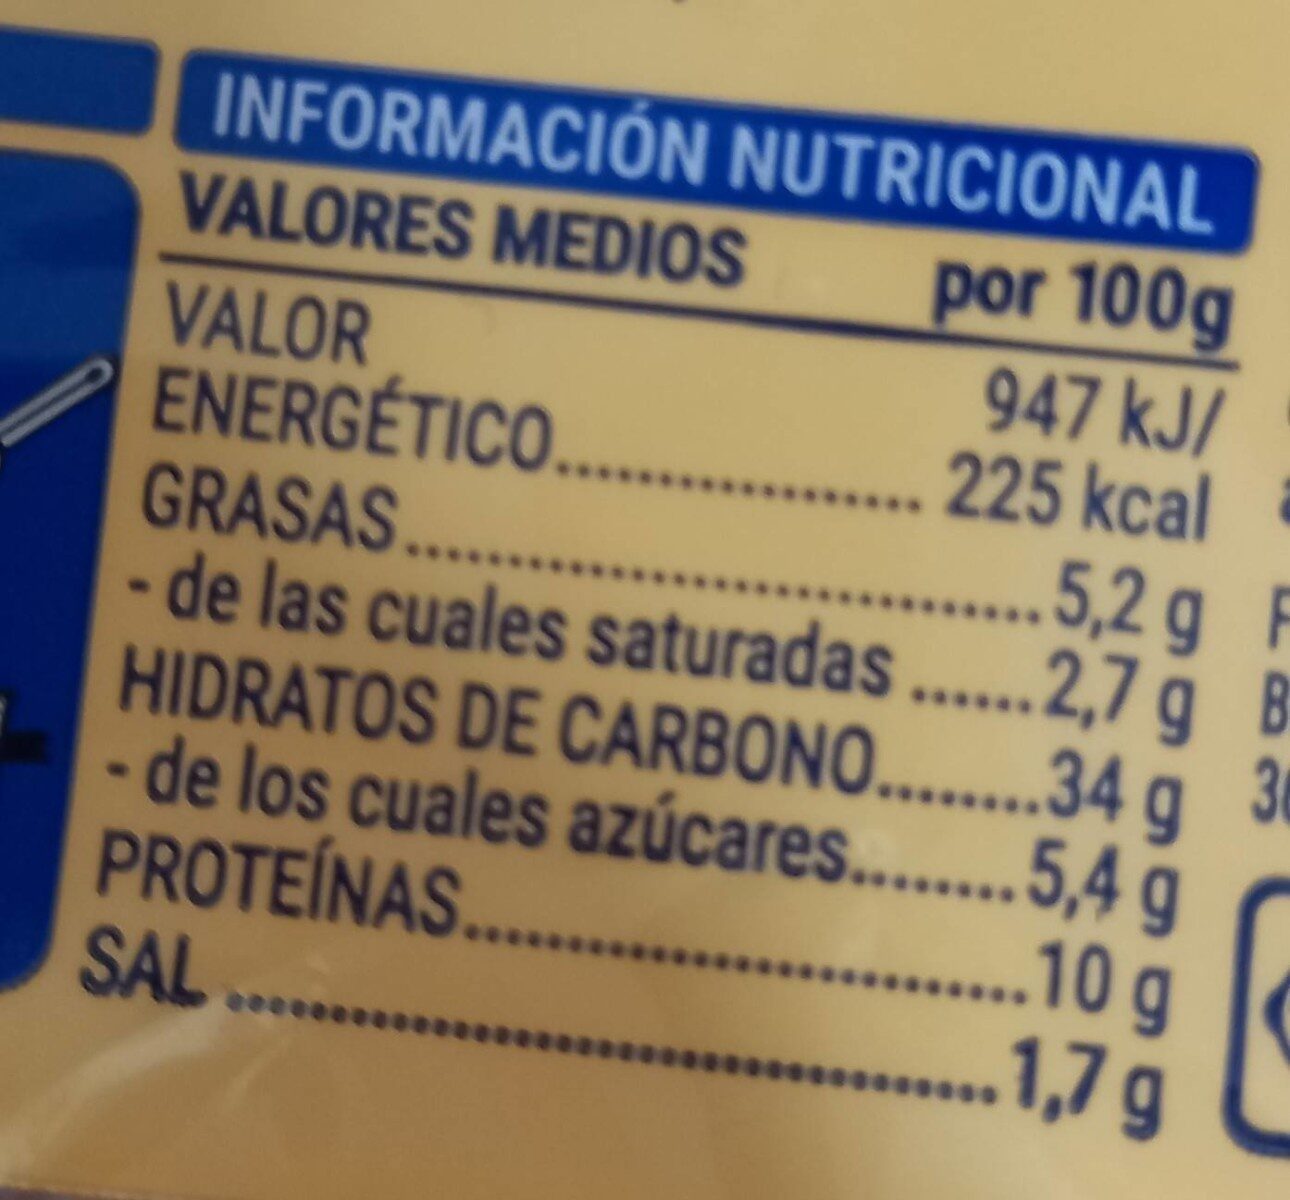 INFORMACIÓN NUTRICIONAL
VALORES MEDIOS por 100g
VALOR
ENERGÉTICO.................. 947 kJ/
225 kcal
GRASAS.................................5,2 g
- de las cuales saturadas ......2,7 g
HIDRATOS DE CARBONO.........34 g
- de los cuales azúcares.........5,4 g
PROTEÍNAS.............................10 g
SAL ........................................1,7 g